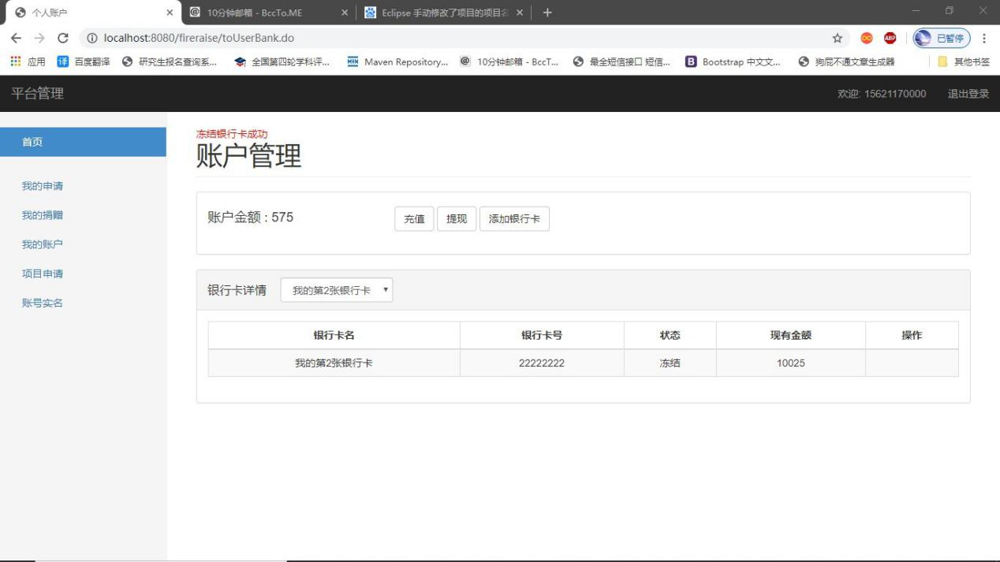 个人账户
10分钟邮箱 - BccTo.ME
Eclipse 手动修改了项目的项目名
localhost:8080/fireraise/toUserBank.do
ABP
已暂停
应用
译
百度翻译
研究生报名查询系...
全国第四轮学科评...
Maven Repository...
10分钟邮箱 - BccT...
最全短信接口 短信...
B
Bootstrap 中文文...
狗屁不通文章生成器
其他书签
平台管理
欢迎: 15621170000
退出登录
首页
我的申请
我的捐赠
我的账户
项目申请
账号实名
冻结银行卡成功
账户管理
账户金额 : 575
充值
提现
添加银行卡
银行卡详情
我的第2张银行卡
银行卡名 银行卡号 状态 现有金额 操作
我的第2张银行卡 22222222 冻结 10025